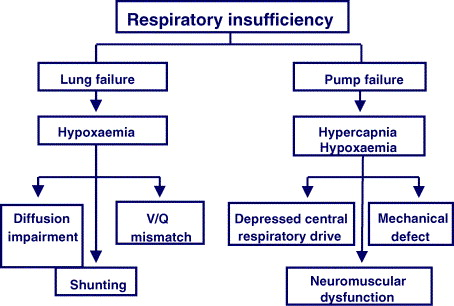 Respiratory insufficiency
Lung failure
Pump failure
Hypoxaemia
Hypercapnia
Hypoxaemia
Diffusion
impairment
V/Q
mismatch
Depressed central
respiratory drive
Mechanical
defect
Shunting
Neuromuscular
dysfunction